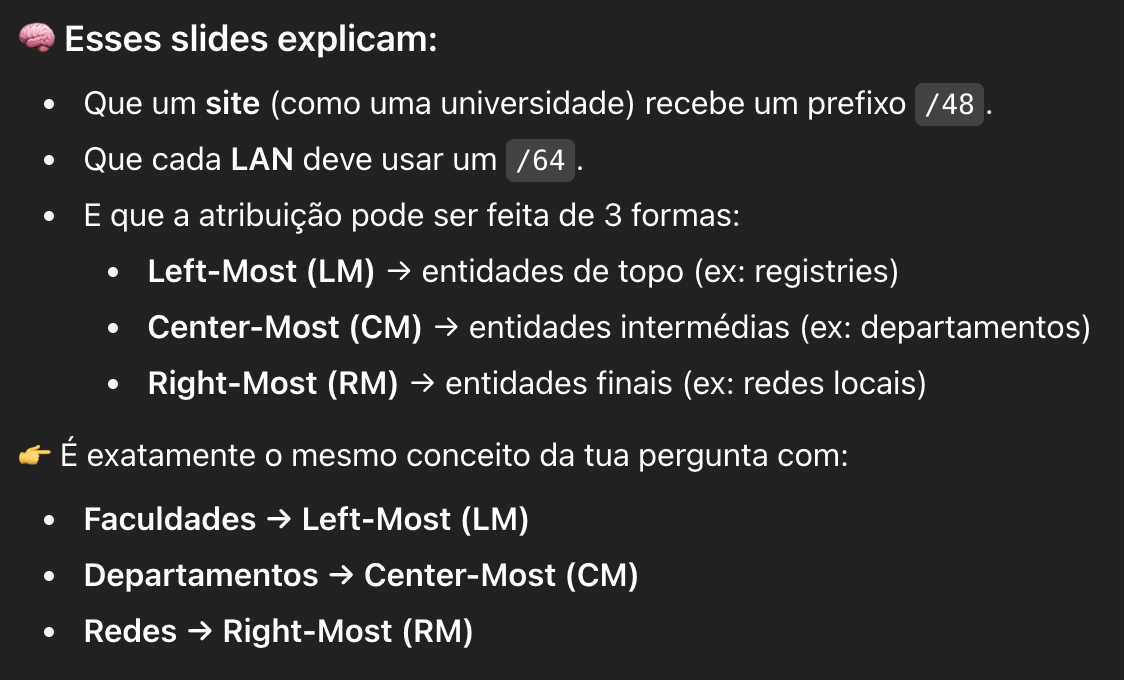 🧠 Esses slides explicam:
• Que um site (como uma universidade) recebe um prefixo /48.
• Que cada LAN deve usar um /64.
• E que a atribuição pode ser feita de 3 formas:
• Left-Most (LM) → entidades de topo (ex: registries)
• Center-Most (CM) → entidades intermédias (ex: departamentos)
• Right-Most (RM) → entidades finais (ex: redes locais)
👉 É exatamente o mesmo conceito da tua pergunta com:
• Faculdades → Left-Most (LM)
• Departamentos → Center-Most (CM)
• Redes → Right-Most (RM)